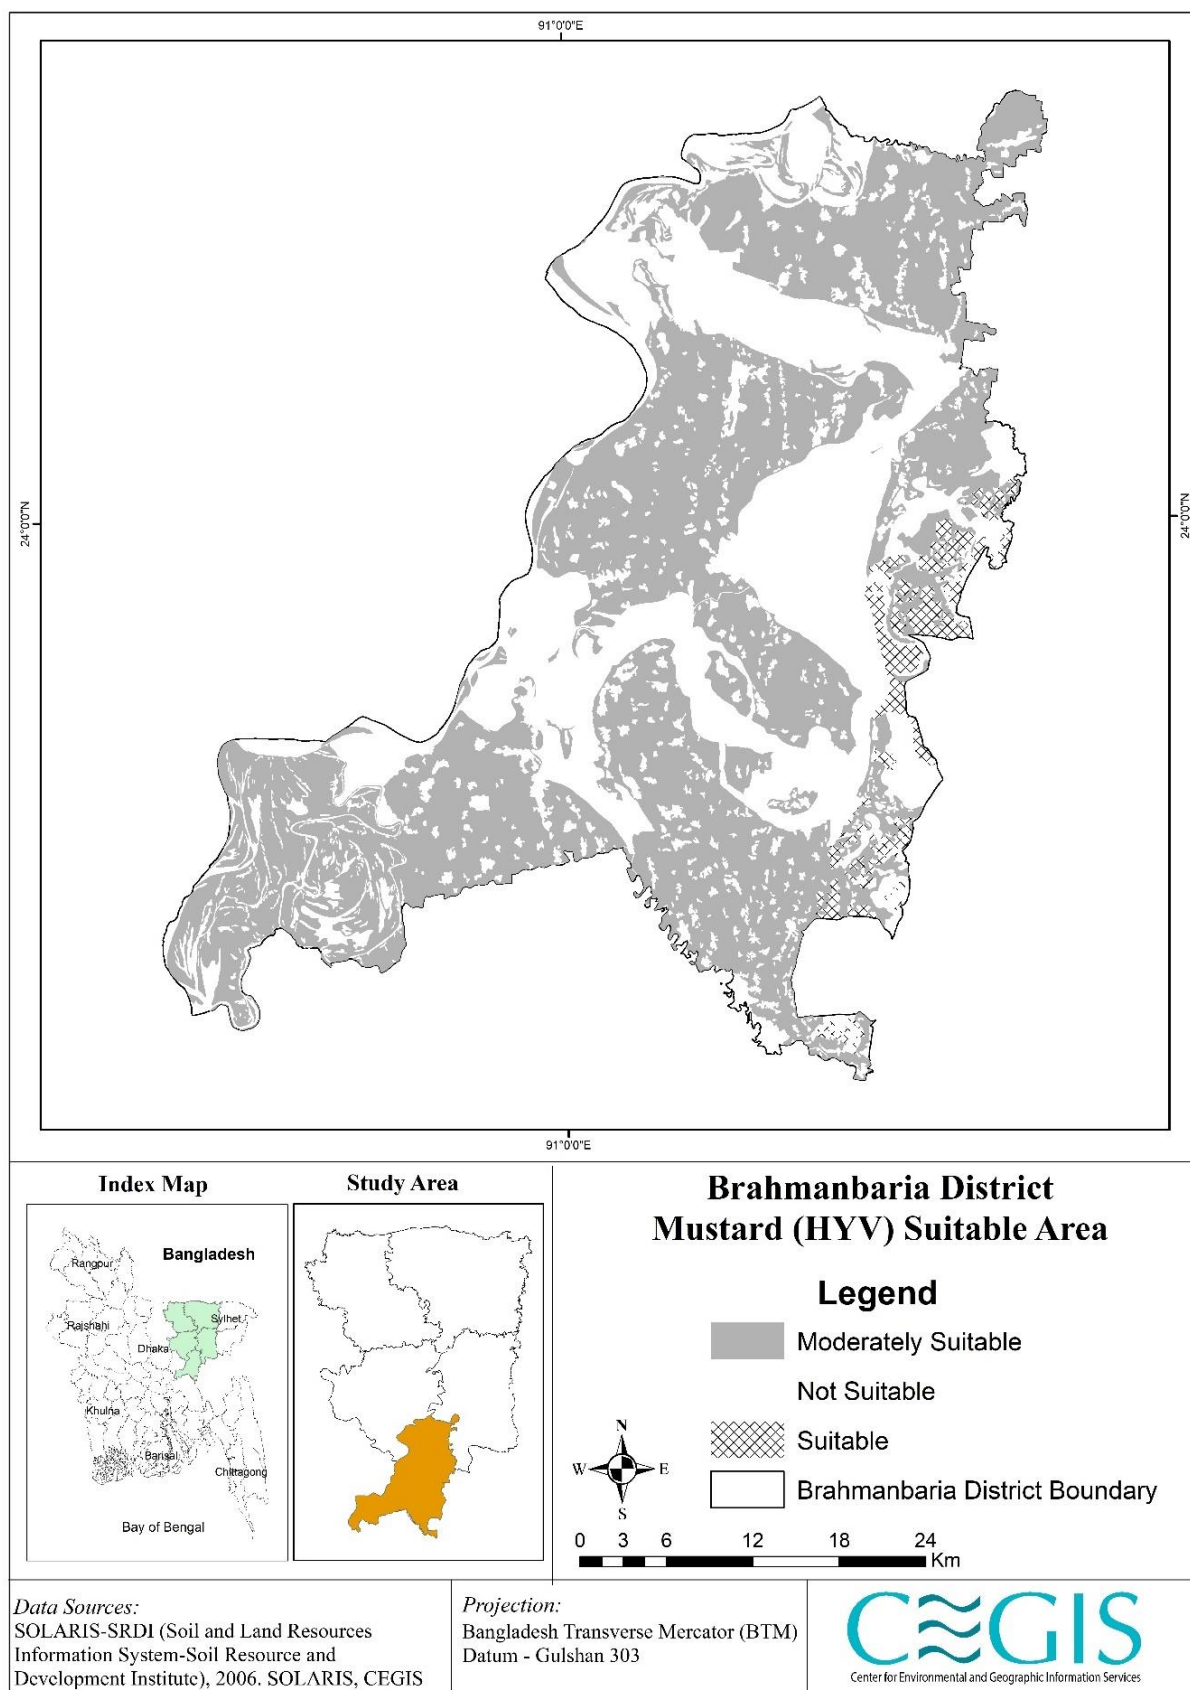 91°0'0"E
24°0'0"N
24°0'0"N
91°0'0"E
Index Map
Bangladesh
Rangpur
Rajshahi
Sylhet
Dhaka
Khulna
Barisal
Chittagong
Bay of Bengal
Study Area
Brahmanbaria District
Mustard (HYV) Suitable Area
Legend
Moderately Suitable
Not Suitable
Suitable
Brahmanbaria District Boundary
N
W
E
S
0 3 6 12 18 24
Km
Data Sources:
SOLARIS-SRDI (Soil and Land Resources
Information System-Soil Resource and
Development Institute), 2006. SOLARIS, CEGIS
Projection:
Bangladesh Transverse Mercator (BTM)
Datum - Gulshan 303
CEGIS
Center for Environmental and Geographic Information Services